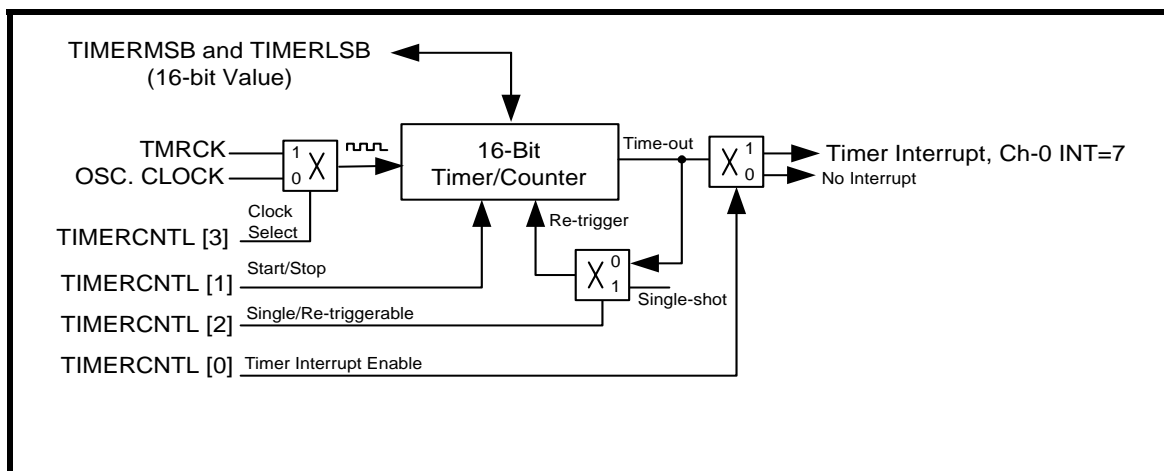 TIMERMSB and TIMERLSB
(16-bit Value)
TMRCK
OSC. CLOCK
1
0
X
Clock
Select
TIMERCNTL [3]
16-Bit
Timer/Counter
Time-out
X
1
0
Timer Interrupt, Ch-0 INT=7
No Interrupt
Re-trigger
X
0
1
Single-shot
TIMERCNTL [1]
Start/Stop
TIMERCNTL [2]
Single/Re-triggerable
TIMERCNTL [0]
Timer Interrupt Enable